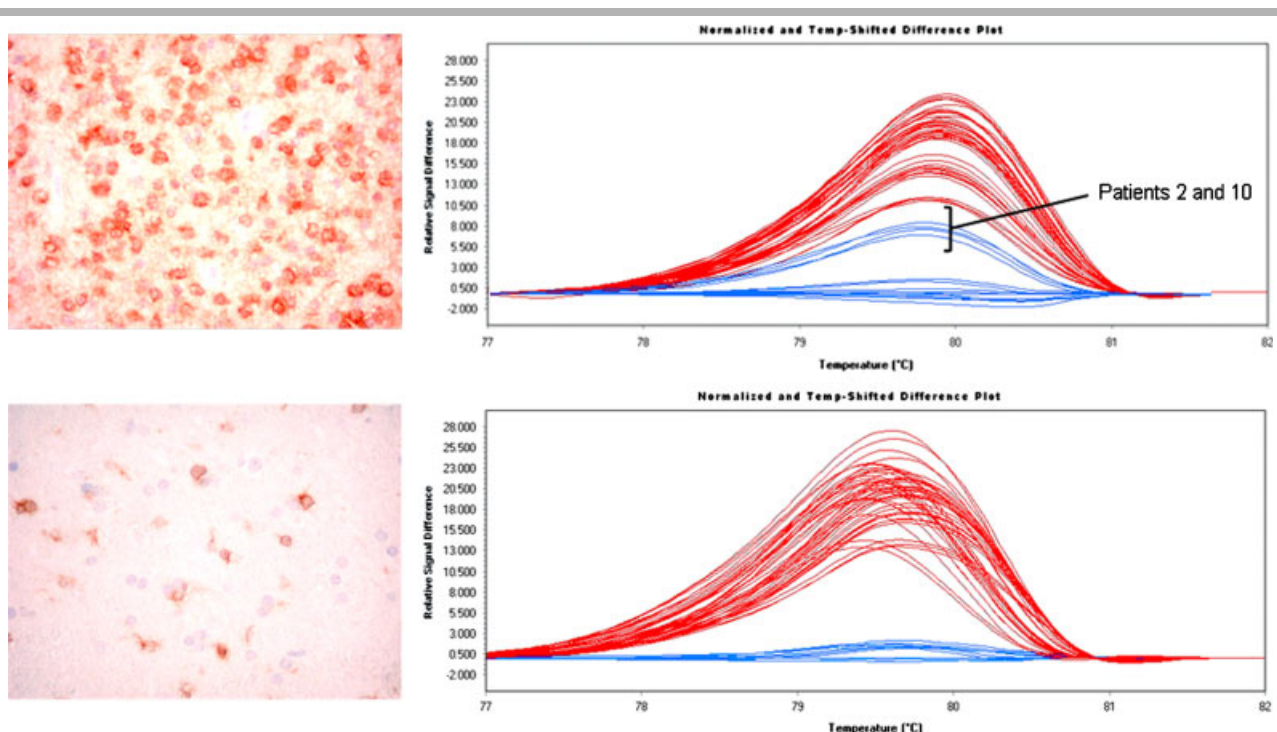 Normalized and Temp-Shifted Difference Plot
Relative Signal Difference
28.000
25.500
23.000
20.500
18.000
15.500
13.000
10.500
8.000
5.500
3.000
0.500
-2.000
Patients 2 and 10
77 78 79 80 81 82
Temperature (°C)
Normalized and Temp-Shifted Difference Plot
Relative Signal Difference
28.000
25.500
23.000
20.500
18.000
15.500
13.000
10.500
8.000
5.500
3.000
0.500
-2.000
77 78 79 80 81 82
Temperature (°C)